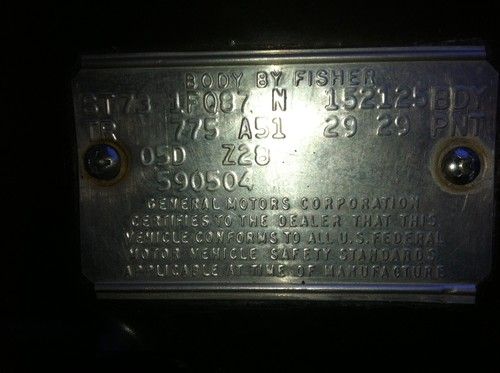 BODY BY FISHER
ST73 1FQ87 N 152125 BDY
TR 775 A51 29 29 PNT
05D Z28
590504
GENERAL MOTORS CORPORATION
CERTIFIES TO THE DEALER THAT THIS
VEHICLE CONFORMS TO ALL U.S. FEDERAL
MOTOR VEHICLE SAFETY STANDARDS
APPLICABLE AT TIME OF MANUFACTURE